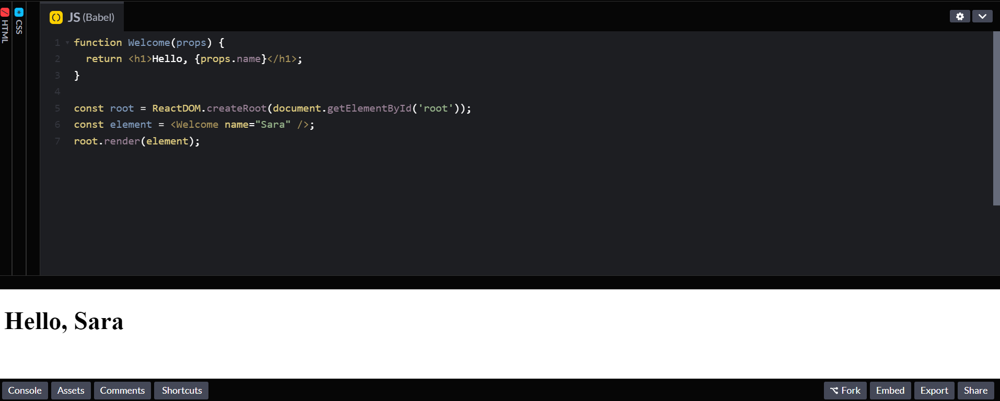 HTML
CSS
JS (Babel)
1 function Welcome(props) {
2 return <h1>Hello, {props.name}</h1>;
3 }
4
5 const root = ReactDOM.createRoot(document.getElementById('root'));
6 const element = <Welcome name="Sara" />;
7 root.render(element);
Hello, Sara
Console Assets Comments Shortcuts Fork Embed Export Share